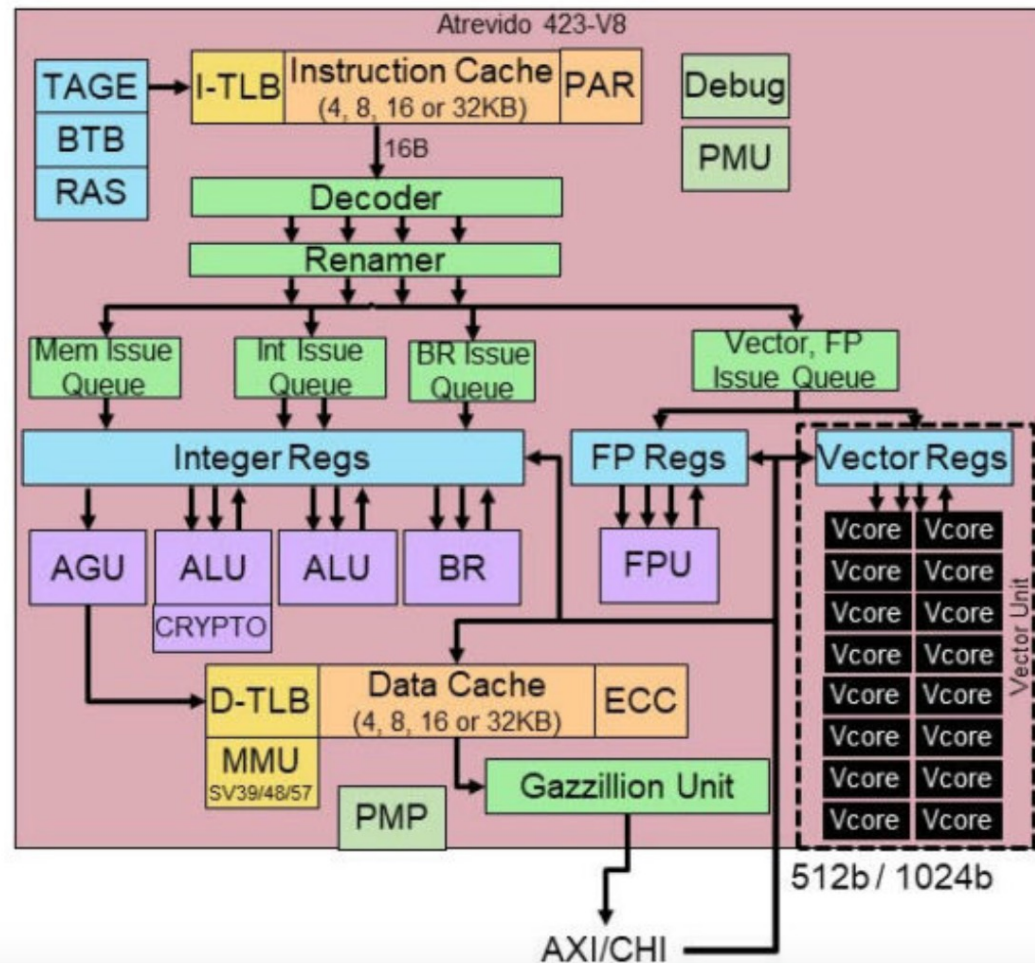 Atrevido 423-V8
TAGE
BTB
RAS
I-TLB
Instruction Cache
(4, 8, 16 or 32KB)
PAR
Debug
PMU
16B
Decoder
Renamer
Mem Issue
Queue
Int Issue
Queue
BR Issue
Queue
Vector, FP
Issue Queue
Integer Regs
FP Regs
Vector Regs
AGU
ALU
CRYPTO
ALU
BR
FPU
Vcore Vcore
Vcore Vcore
Vcore Vcore
Vcore Vcore
Vcore Vcore
Vcore Vcore
Vcore Vcore
Vcore Vcore
Vector Unit
D-TLB
Data Cache
(4, 8, 16 or 32KB)
ECC
MMU
SV39/48/57
PMP
Gazzillion Unit
512b / 1024b
AXI/CHI